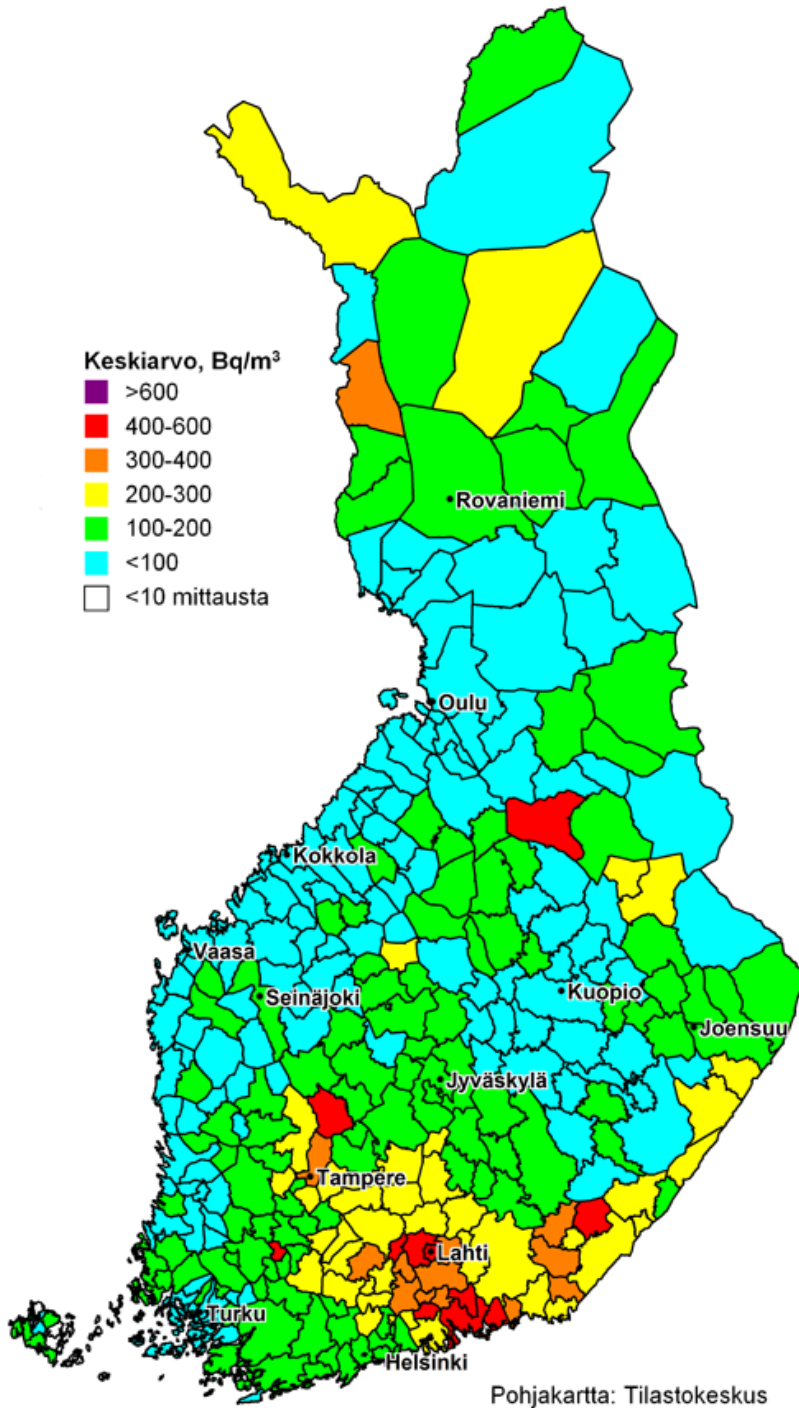 Keskiarvo, Bq/m³
>600
400-600
300-400
200-300
100-200
<100
<10 mittausta
Rovaniemi
Oulu
Kokkola
Vaasa
Seinäjoki
Kuopio
Joensuu
Jyväskylä
Tampere
Lahti
Turku
Helsinki
Pohjakartta: Tilastokeskus